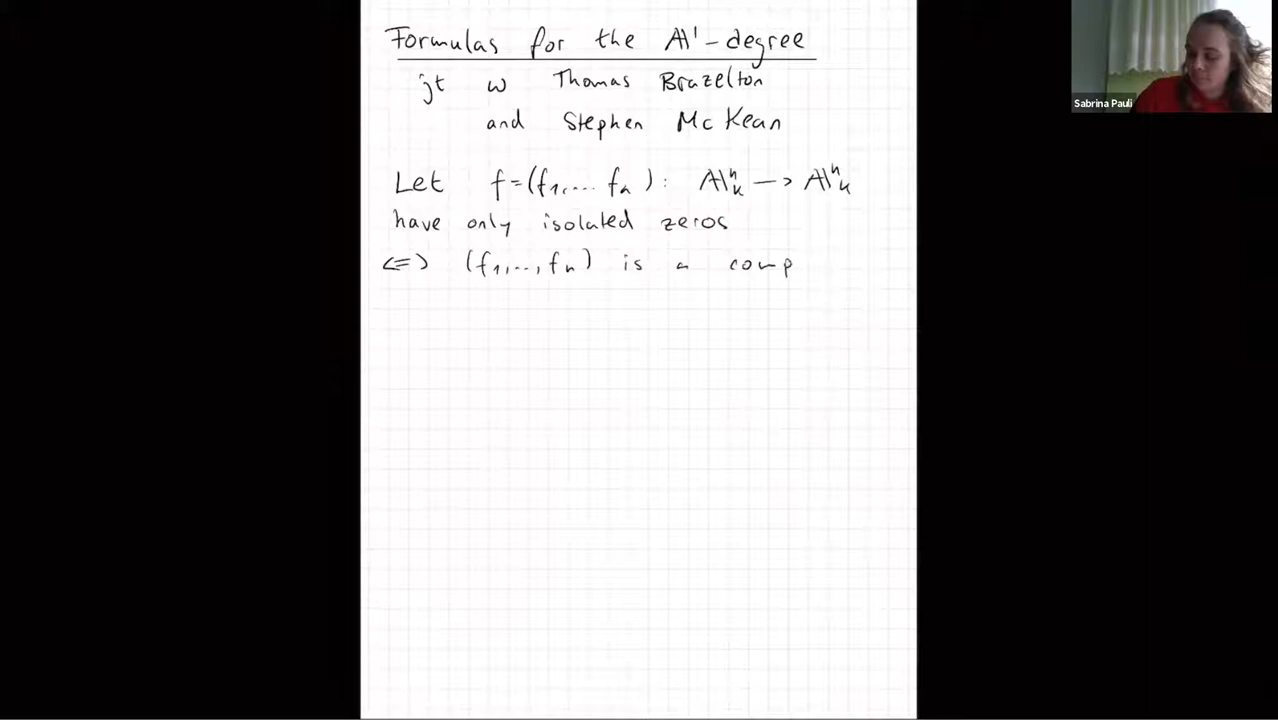 Formulas for the A¹-degree
jt w Thomas Brazelton
and Stephen McKean
Let f=(f₁,... fₙ): Aⁿₖ → Aⁿₖ
have only isolated zeros
<=> (f₁,..,fₙ) is a comp
Sabrina Pauli